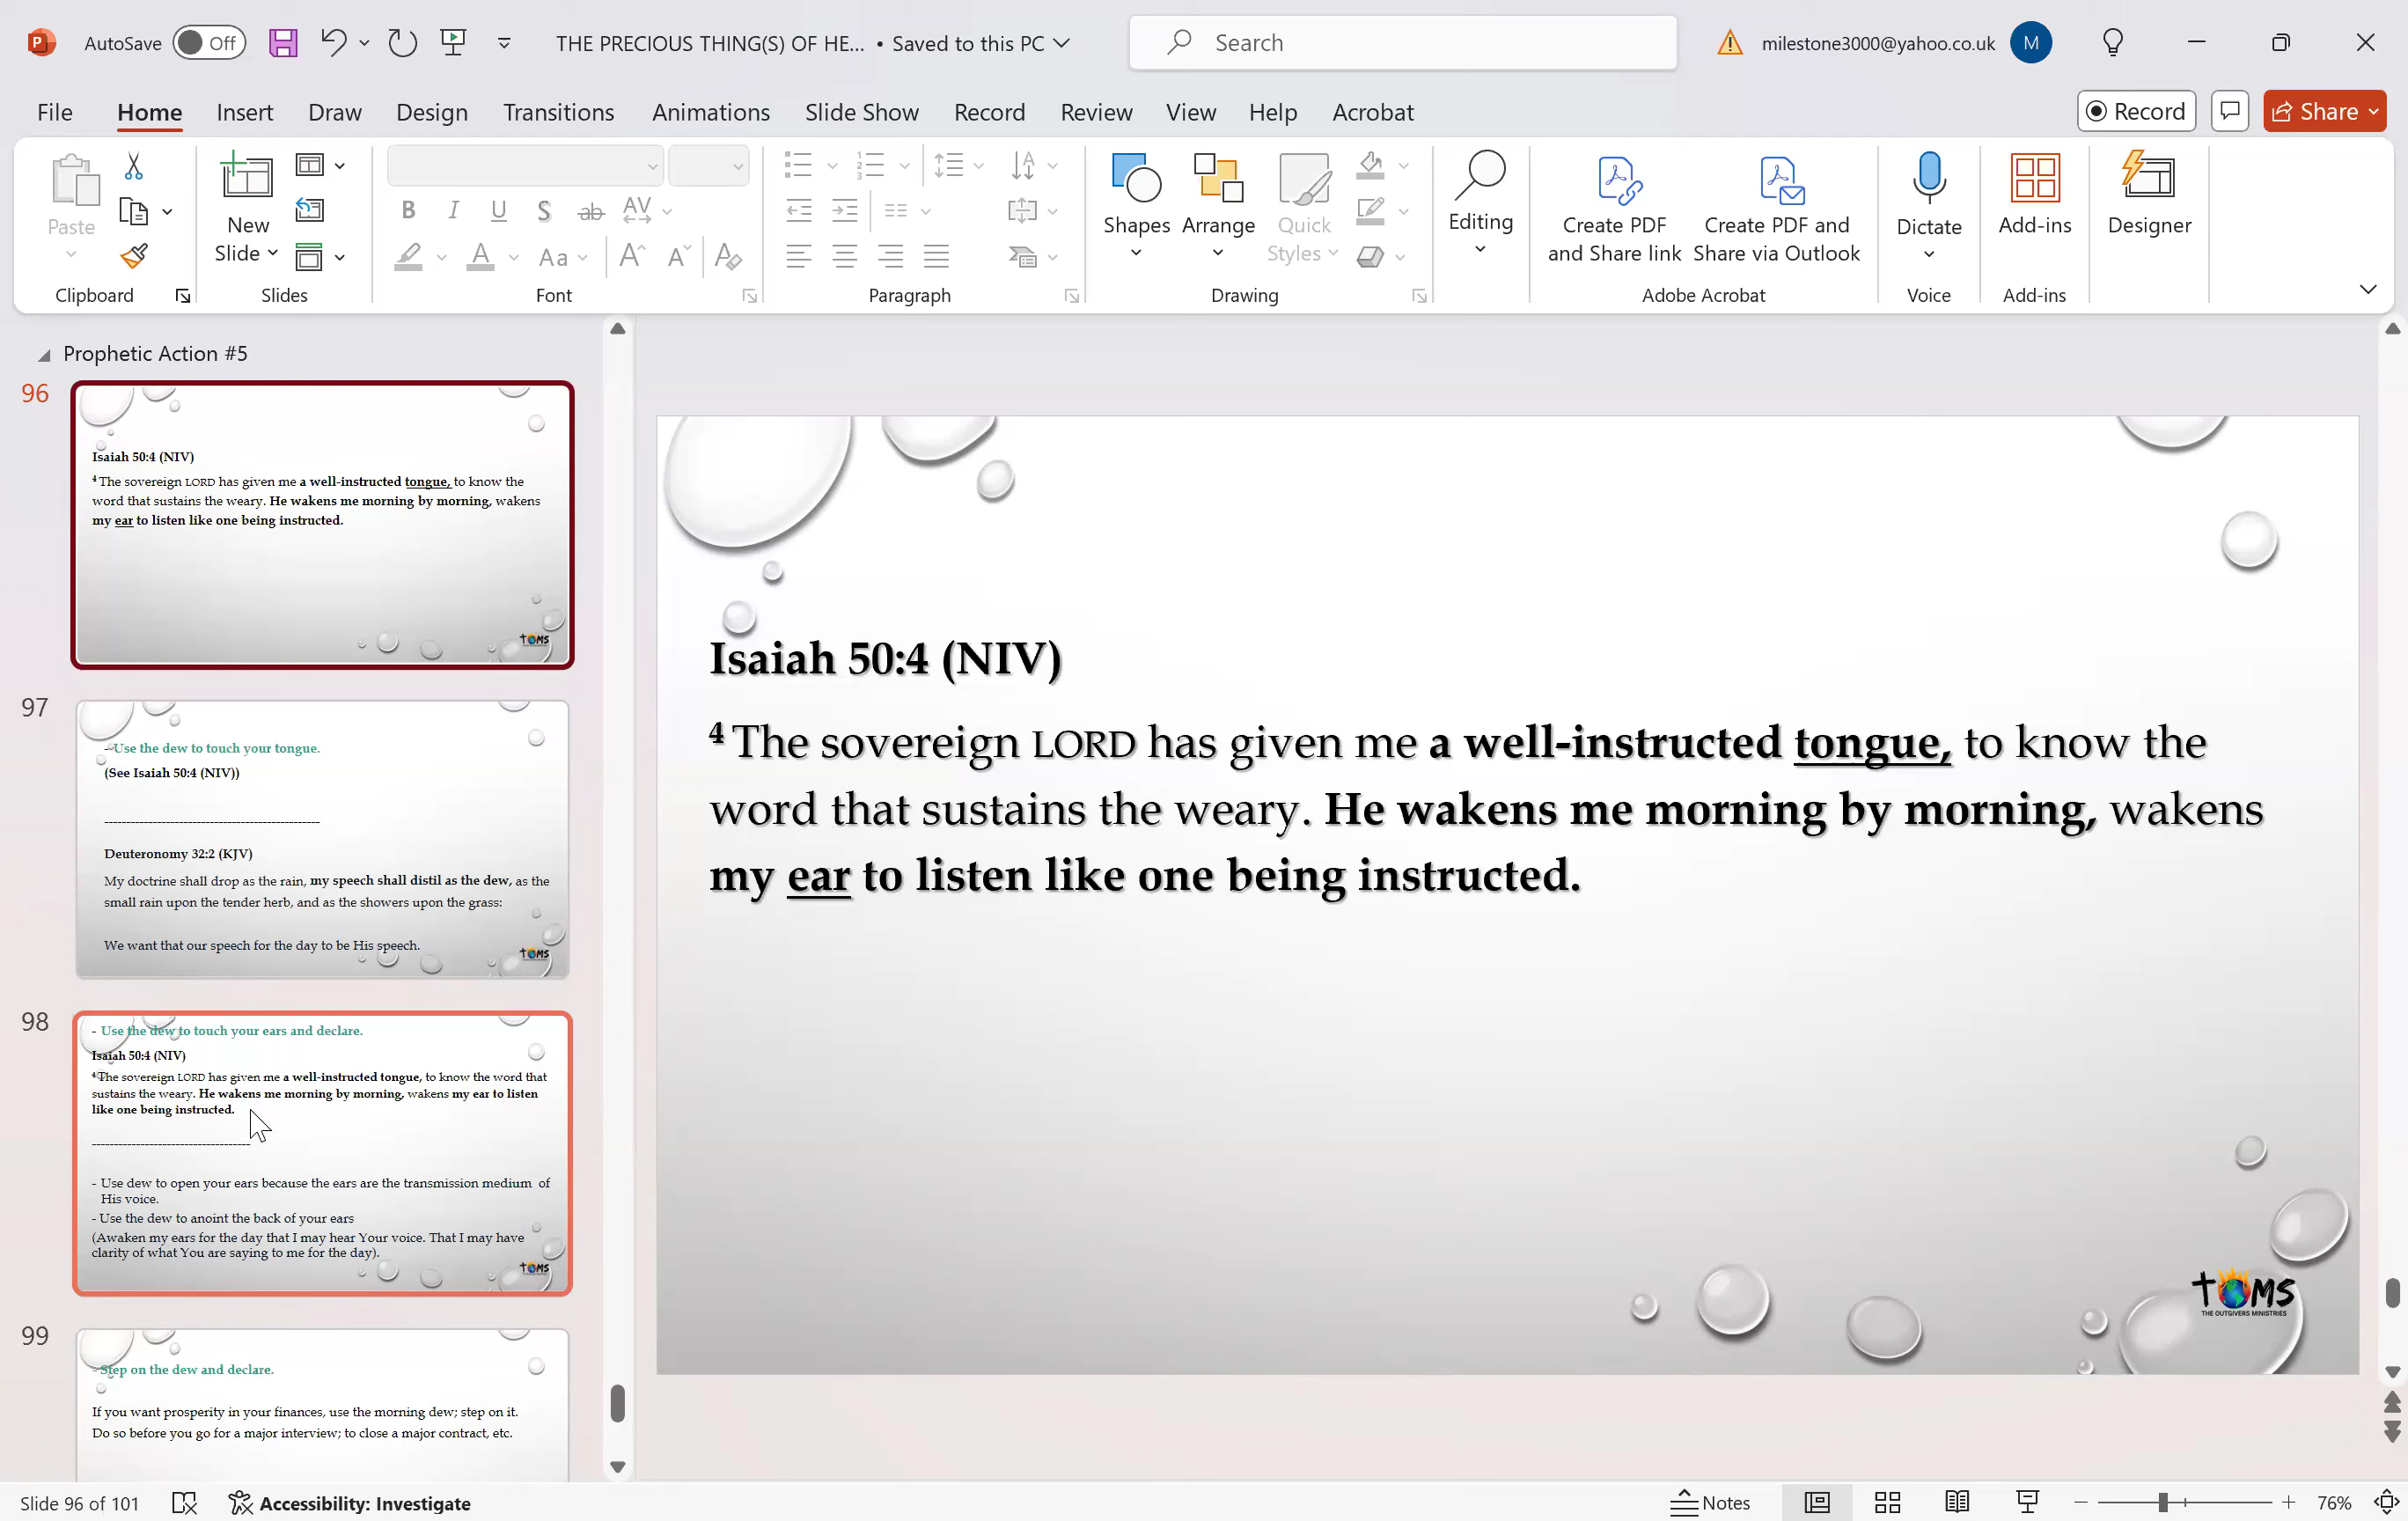 AutoSave Off THE PRECIOUS THING(S) OF HE... • Saved to this PC Search milestone3000@yahoo.co.uk M
File Home Insert Draw Design Transitions Animations Slide Show Record Review View Help Acrobat Record Share
Paste New Slide Shapes Arrange Quick Styles Editing Create PDF and Share link Create PDF and Share via Outlook Dictate Add-ins Designer
Clipboard Slides Font Paragraph Drawing Adobe Acrobat Voice Add-ins
Prophetic Action #5
96
Isaiah 50:4 (NIV)
4 The sovereign LORD has given me a well-instructed tongue, to know the
word that sustains the weary. He wakens me morning by morning, wakens
my ear to listen like one being instructed.
TOMS
97
- Use the dew to touch your tongue.
(See Isaiah 50:4 (NIV))
-------------------------------------------------
Deuteronomy 32:2 (KJV)
My doctrine shall drop as the rain, my speech shall distil as the dew, as the
small rain upon the tender herb, and as the showers upon the grass:
We want that our speech for the day to be His speech.
TOMS
98
- Use the dew to touch your ears and declare.
Isaiah 50:4 (NIV)
4 The sovereign LORD has given me a well-instructed tongue, to know the word that
sustains the weary. He wakens me morning by morning, wakens my ear to listen
like one being instructed.
------------------------------------
- Use dew to open your ears because the ears are the transmission medium of
His voice.
- Use the dew to anoint the back of your ears
(Awaken my ears for the day that I may hear Your voice. That I may have
clarity of what You are saying to me for the day).
TOMS
99
- Step on the dew and declare.
If you want prosperity in your finances, use the morning dew; step on it.
Do so before you go for a major interview; to close a major contract, etc.
Isaiah 50:4 (NIV)
4 The sovereign LORD has given me a well-instructed tongue, to know the
word that sustains the weary. He wakens me morning by morning, wakens
my ear to listen like one being instructed.
TOMS
THE OUTGIVERS MINISTRIES
Slide 96 of 101 Accessibility: Investigate Notes 76%